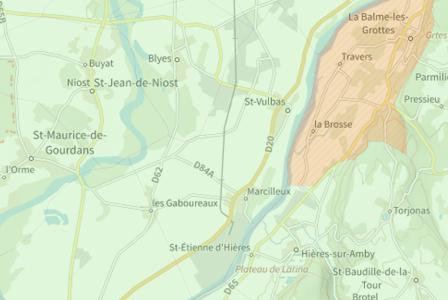 La Balme-les-
Grottes
Grtes
D65B
Buyat
Blyes
Travers
Niost
St-Jean-de-Niost
Parmili
Pressieu
St-Vulbas
la Brosse
St-Maurice-de-
Gourdans
D20
l'Orme
D62
D84A
Marcilleux
les Gaboureaux
Torjonas
St-Étienne d'Hières
Hières-sur-Amby
Plateau de Larina
St-Baudille-de-la-
Tour
D65
Brotel